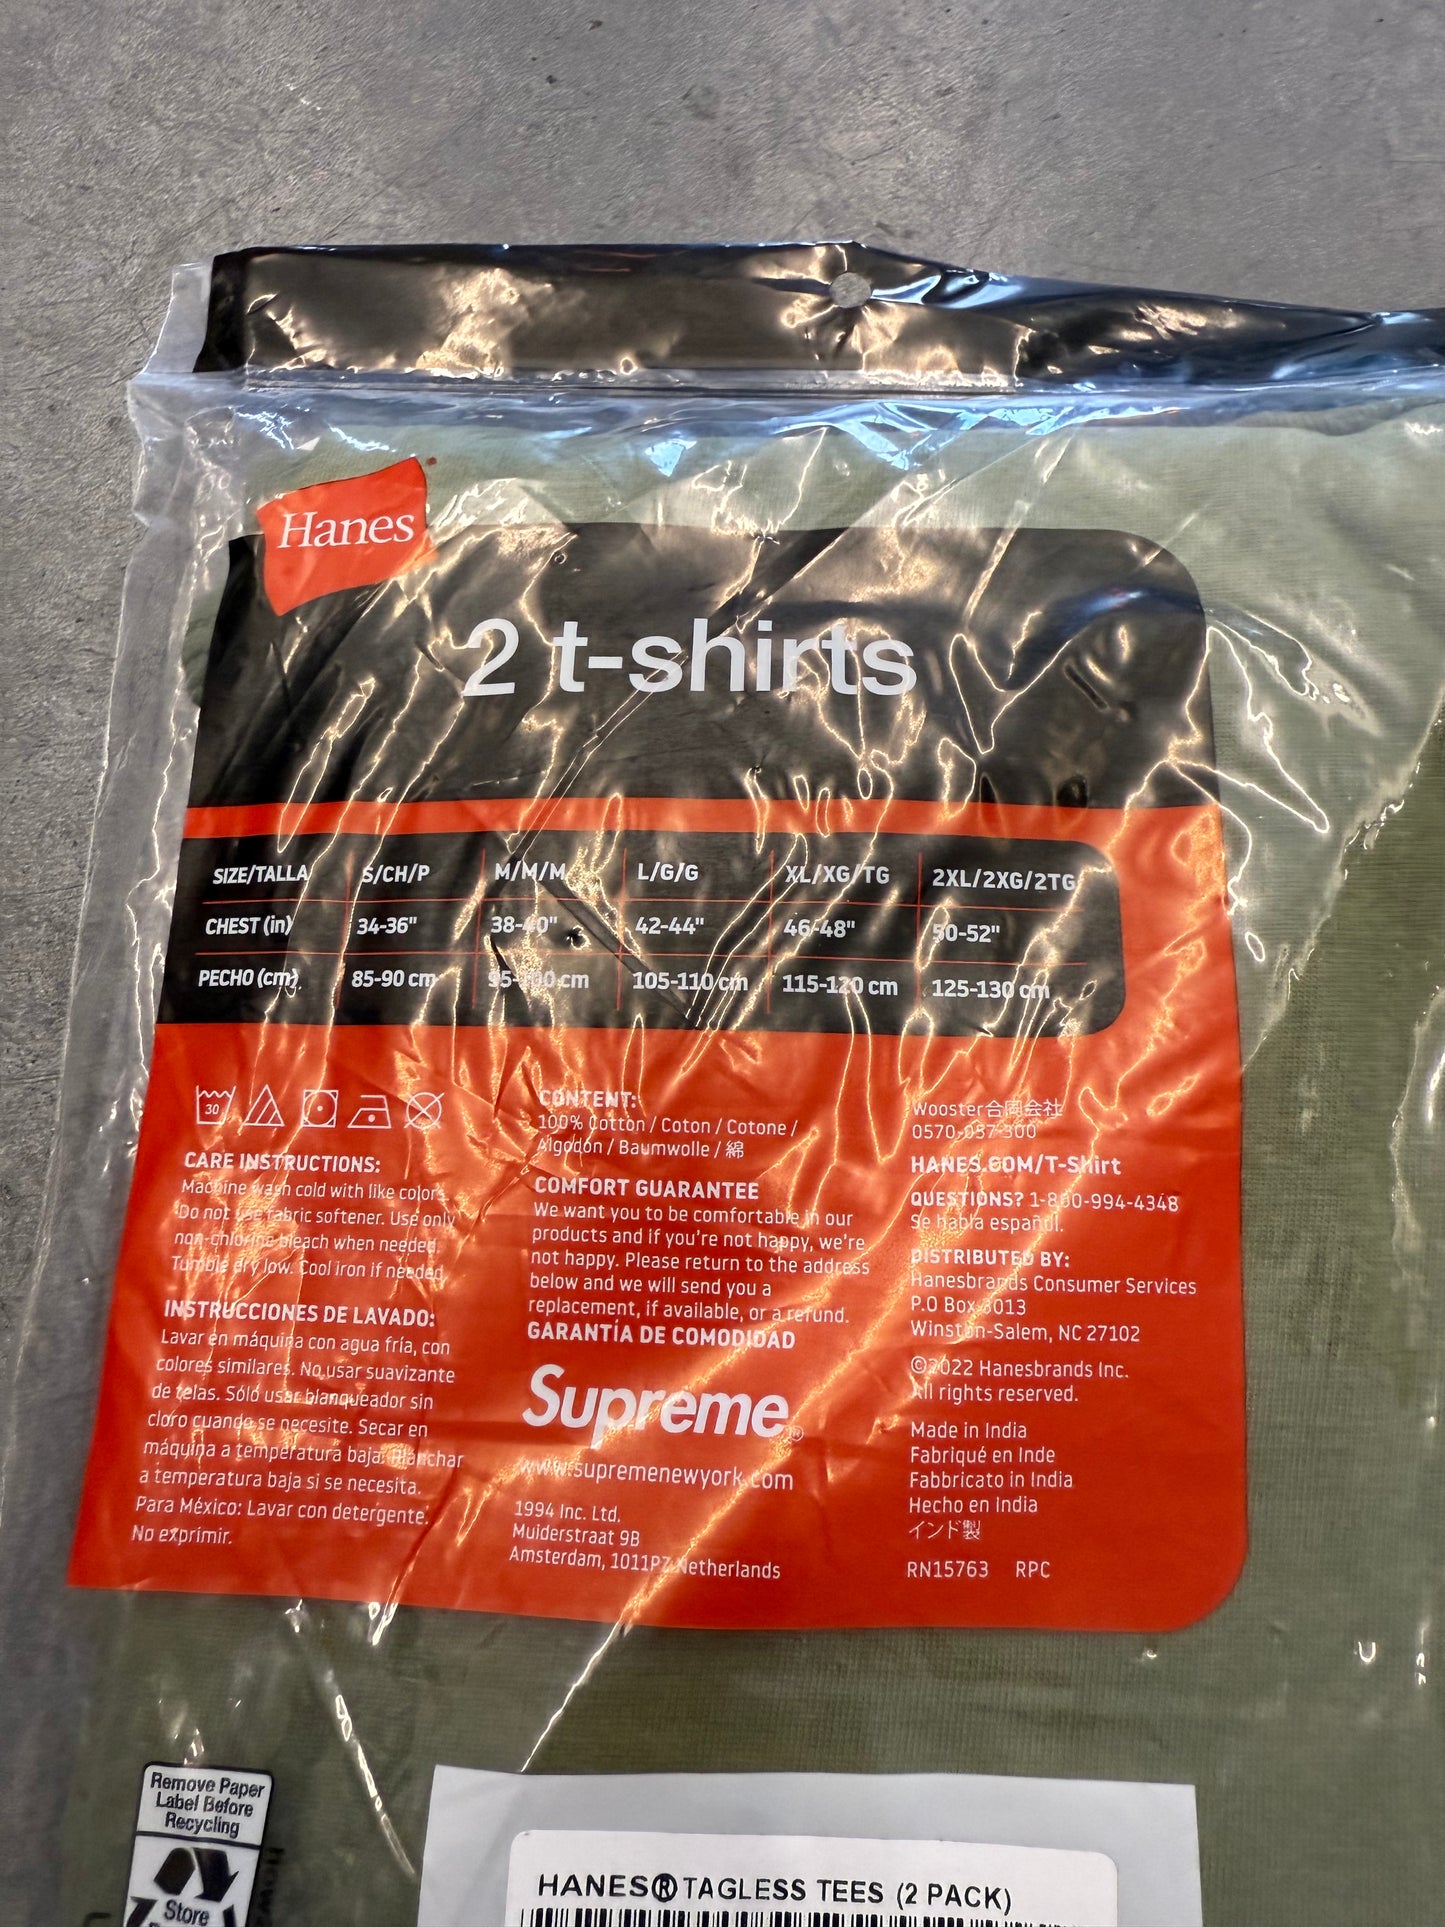 Hanes
2 t-shirts
SIZE/TALLA S/CH/P M/M/M L/G/G XL/XG/TG 2XL/2XG/2TG
CHEST (in) 34-36" 38-40" 42-44" 46-48" 50-52"
PECHO (cm) 85-90 cm 95-100 cm 105-110 cm 115-120 cm 125-130 cm
30
CARE INSTRUCTIONS:
Machine wash cold with like colors.
Do not use fabric softener. Use only
non-chlorine bleach when needed.
Tumble dry low. Cool iron if needed.
INSTRUCCIONES DE LAVADO:
Lavar en máquina con agua fría, con
colores similares. No usar suavizante
de telas. Sólo usar blanqueador sin
cloro cuando se necesite. Secar en
máquina a temperatura baja. Planchar
a temperatura baja si se necesita.
Para México: Lavar con detergente.
No exprimir.
CONTENT:
100% Cotton / Coton / Cotone /
Algodón / Baumwolle / 綿
COMFORT GUARANTEE
We want you to be comfortable in our
products and if you're not happy, we're
not happy. Please return to the address
below and we will send you a
replacement, if available, or a refund.
GARANTÍA DE COMODIDAD
Supreme®
www.supremenewyork.com
1994 Inc. Ltd.
Muiderstraat 9B
Amsterdam, 1011PZ Netherlands
Wooster合同会社
0570-037-300
HANES.COM/T-Shirt
QUESTIONS? 1-800-994-4348
Se habla español.
DISTRIBUTED BY:
Hanesbrands Consumer Services
P.O Box 3013
Winston-Salem, NC 27102
©2022 Hanesbrands Inc.
All rights reserved.
Made in India
Fabriqué en Inde
Fabbricato in India
Hecho en India
インド製
RN15763 RPC
Remove Paper
Label Before
Recycling
Store
HANES® TAGLESS TEES (2 PACK)